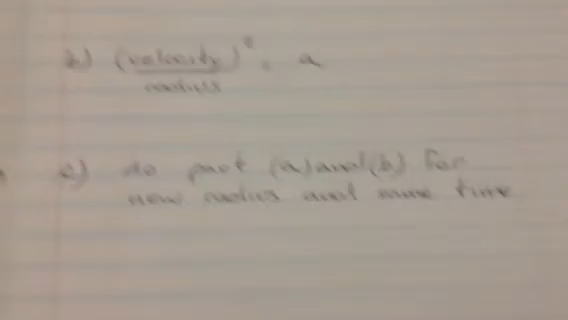 b) (velocity)² = a
radius
c) do part (a) and (b) for
new radius and same time